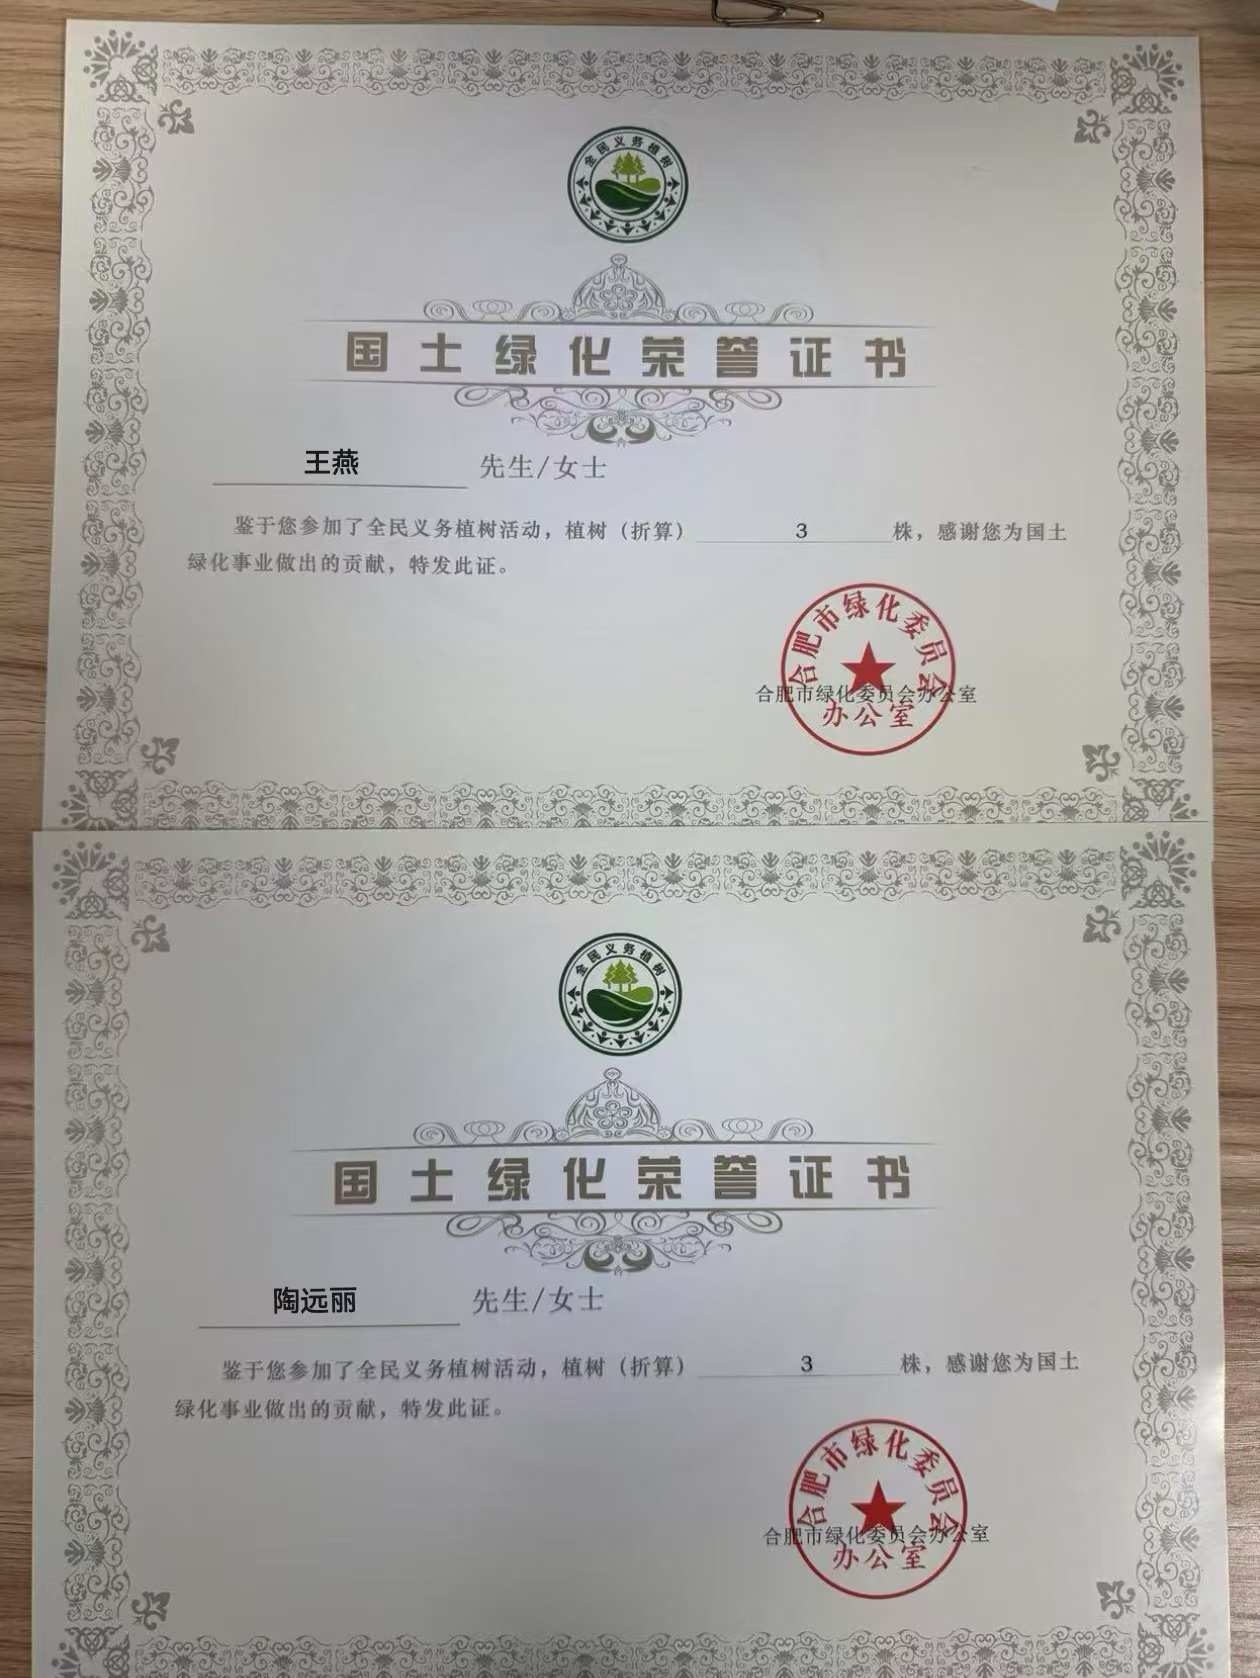 全民义务植树
国土绿化荣誉证书
王燕 先生/女士
鉴于您参加了全民义务植树活动，植树（折算） 3 株，感谢您为国土
绿化事业做出的贡献，特发此证。
合肥市绿化委员会
合肥市绿化委员会办公室
办公室
全民义务植树
国土绿化荣誉证书
陶远丽 先生/女士
鉴于您参加了全民义务植树活动，植树（折算） 3 株，感谢您为国土
绿化事业做出的贡献，特发此证。
合肥市绿化委员会
合肥市绿化委员会办公室
办公室